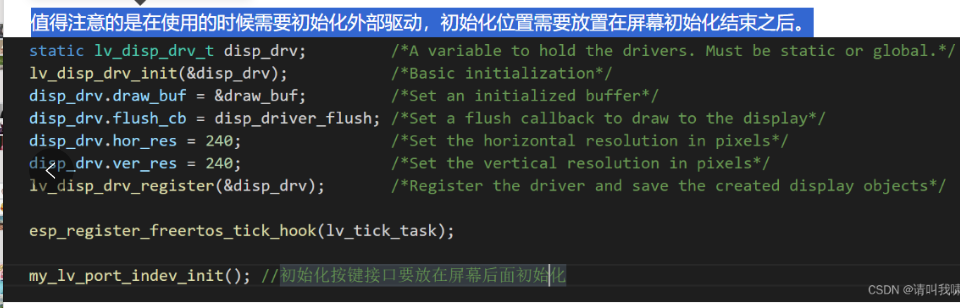 值得注意的是在使用的时候需要初始化外部驱动，初始化位置需要放置在屏幕初始化结束之后。
static lv_disp_drv_t disp_drv; /*A variable to hold the drivers. Must be static or global.*/
lv_disp_drv_init(&disp_drv); /*Basic initialization*/
disp_drv.draw_buf = &draw_buf; /*Set an initialized buffer*/
disp_drv.flush_cb = disp_driver_flush; /*Set a flush callback to draw to the display*/
disp_drv.hor_res = 240; /*Set the horizontal resolution in pixels*/
disp_drv.ver_res = 240; /*Set the vertical resolution in pixels*/
lv_disp_drv_register(&disp_drv); /*Register the driver and save the created display objects*/
esp_register_freertos_tick_hook(lv_tick_task);
my_lv_port_indev_init(); //初始化按键接口要放在屏幕后面初始化
CSDN @请叫我啸